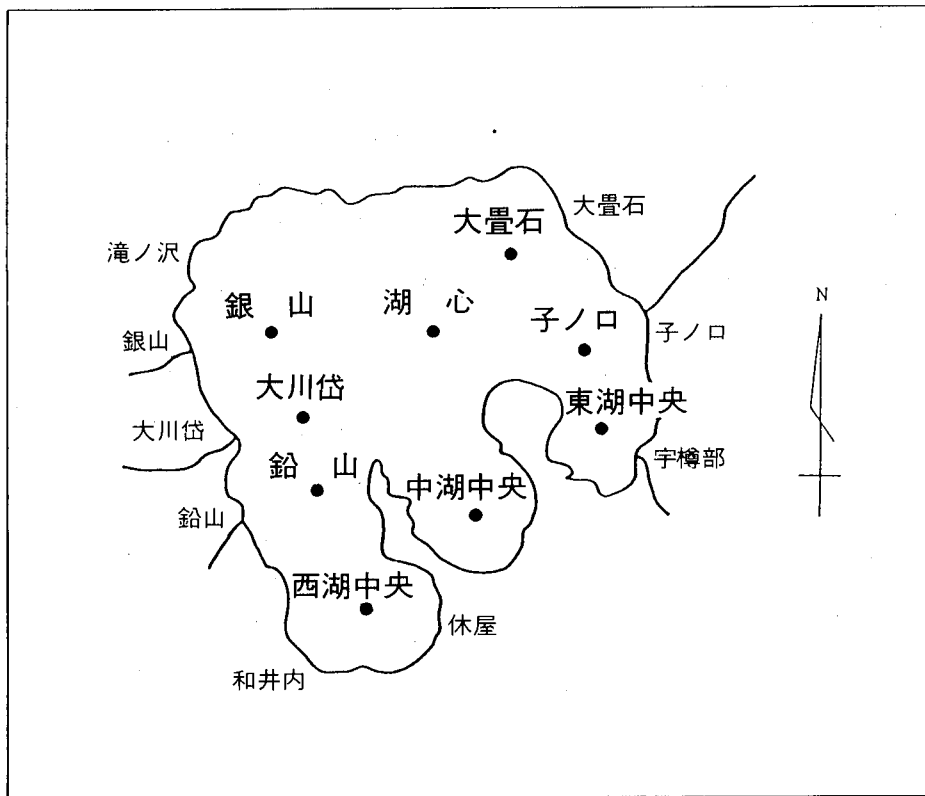 大畳石
大畳石
滝ノ沢
銀山
湖心
子ノ口
N
子ノ口
銀山
大川岱
東湖中央
大川岱
鉛山
中湖中央
宇樽部
鉛山
西湖中央
休屋
和井内